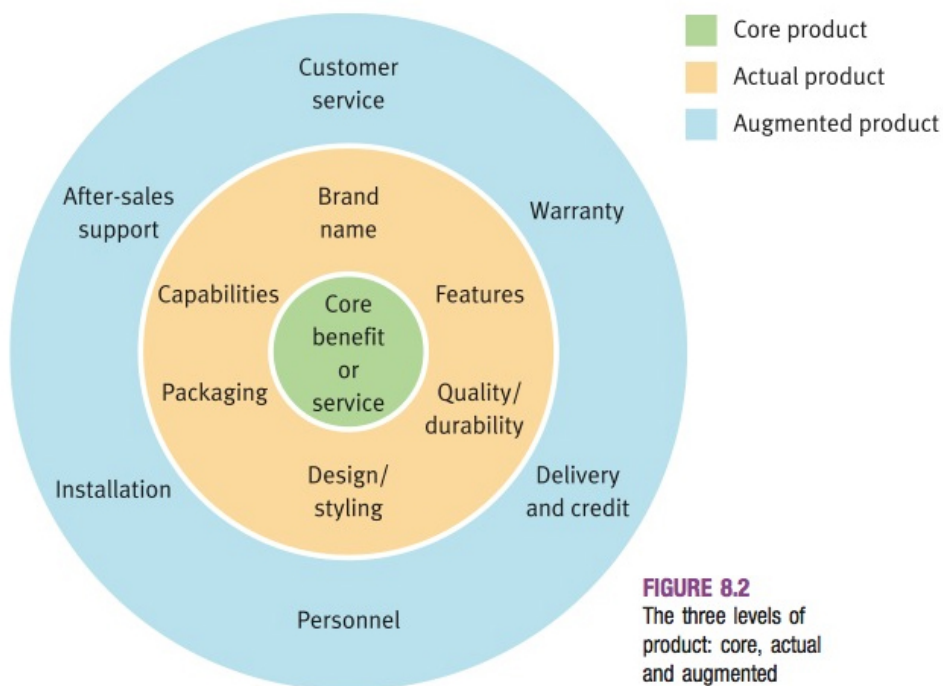 Core product
Actual product
Augmented product
Customer
service
After-sales
support
Brand
name
Warranty
Capabilities
Features
Core
benefit
or
service
Packaging
Quality/
durability
Installation
Design/
styling
Delivery
and credit
Personnel
FIGURE 8.2
The three levels of
product: core, actual
and augmented